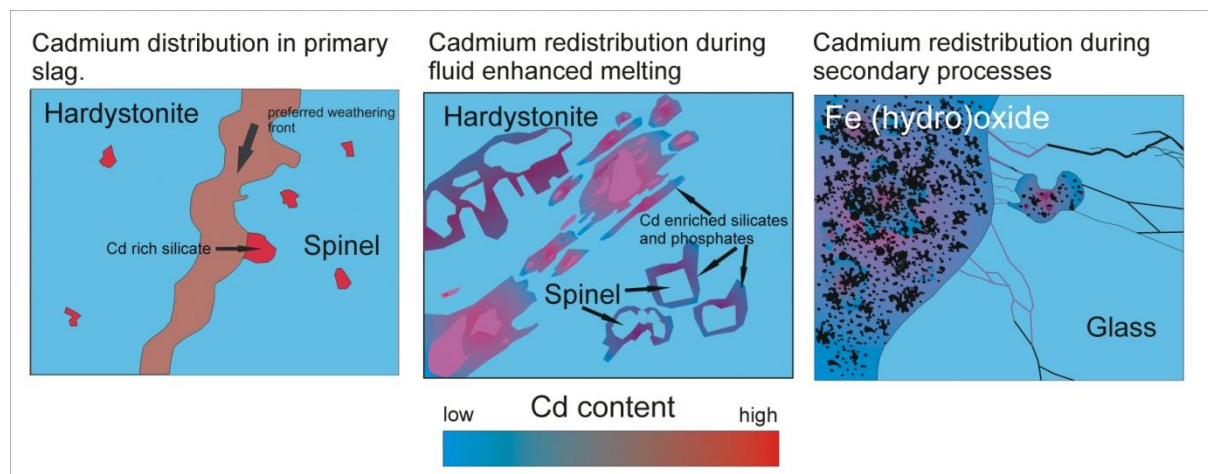 Cadmium distribution in primary
slag.
Hardystonite
preferred weathering
front
Cd rich silicate
Spinel
Cadmium redistribution during
fluid enhanced melting
Hardystonite
Cd enriched silicates
and phosphates
Spinel
Cadmium redistribution during
secondary processes
Fe (hydro)oxide
Glass
low Cd content high